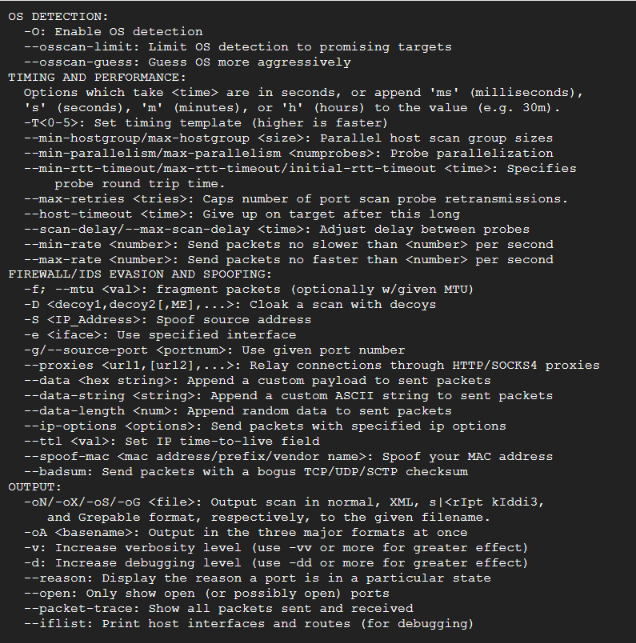 OS DETECTION:
-O: Enable OS detection
--osscan-limit: Limit OS detection to promising targets
--osscan-guess: Guess OS more aggressively
TIMING AND PERFORMANCE:
Options which take <time> are in seconds, or append 'ms' (milliseconds),
's' (seconds), 'm' (minutes), or 'h' (hours) to the value (e.g. 30m).
-T<0-5>: Set timing template (higher is faster)
--min-hostgroup/max-hostgroup <size>: Parallel host scan group sizes
--min-parallelism/max-parallelism <numprobes>: Probe parallelization
--min-rtt-timeout/max-rtt-timeout/initial-rtt-timeout <time>: Specifies
probe round trip time.
--max-retries <tries>: Caps number of port scan probe retransmissions.
--host-timeout <time>: Give up on target after this long
--scan-delay/--max-scan-delay <time>: Adjust delay between probes
--min-rate <number>: Send packets no slower than <number> per second
--max-rate <number>: Send packets no faster than <number> per second
FIREWALL/IDS EVASION AND SPOOFING:
-f; --mtu <val>: fragment packets (optionally w/given MTU)
-D <decoy1,decoy2[,ME],...>: Cloak a scan with decoys
-S <IP_Address>: Spoof source address
-e <iface>: Use specified interface
-g/--source-port <portnum>: Use given port number
--proxies <url1,[url2],...>: Relay connections through HTTP/SOCKS4 proxies
--data <hex string>: Append a custom payload to sent packets
--data-string <string>: Append a custom ASCII string to sent packets
--data-length <num>: Append random data to sent packets
--ip-options <options>: Send packets with specified ip options
--ttl <val>: Set IP time-to-live field
--spoof-mac <mac address/prefix/vendor name>: Spoof your MAC address
--badsum: Send packets with a bogus TCP/UDP/SCTP checksum
OUTPUT:
-oN/-oX/-oS/-oG <file>: Output scan in normal, XML, s|<rIpt kIddi3,
and Grepable format, respectively, to the given filename.
-oA <basename>: Output in the three major formats at once
-v: Increase verbosity level (use -vv or more for greater effect)
-d: Increase debugging level (use -dd or more for greater effect)
--reason: Display the reason a port is in a particular state
--open: Only show open (or possibly open) ports
--packet-trace: Show all packets sent and received
--iflist: Print host interfaces and routes (for debugging)